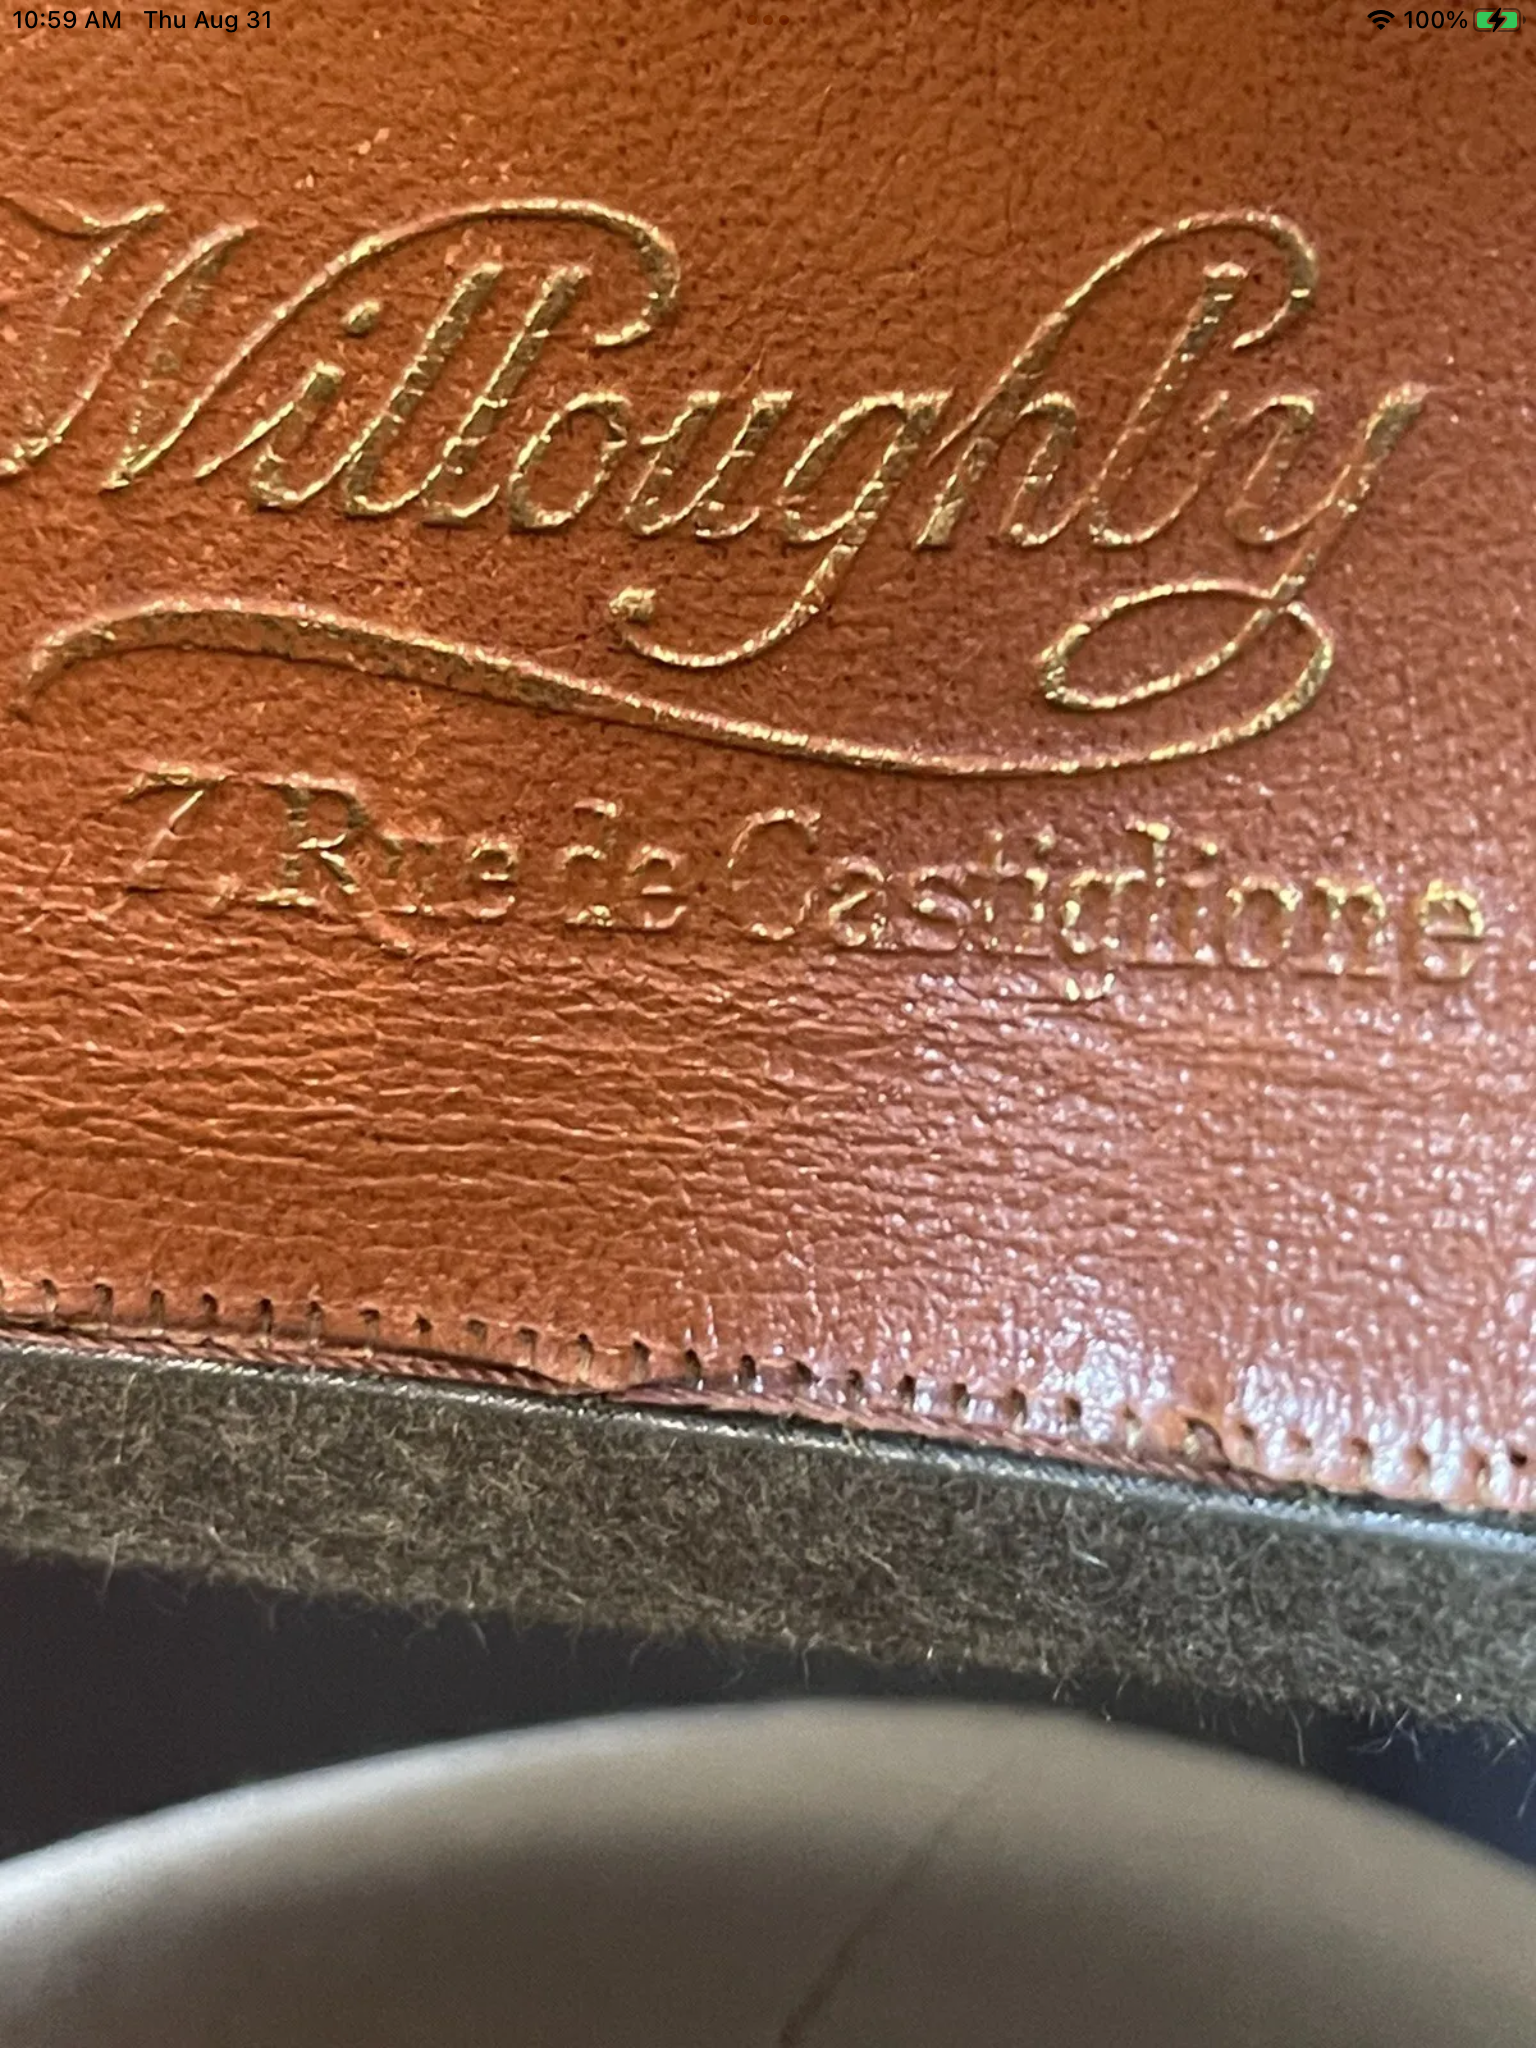 10:59 AM Thu Aug 31 100%
Willoughby
7, Rue de Castiglione